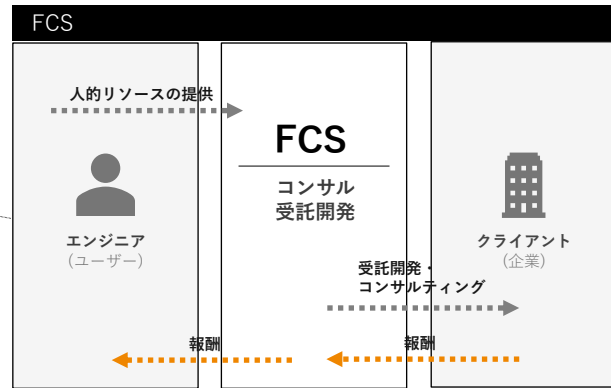 FCS
人的リソースの提供
FCS
コンサル
受託開発
エンジニア
(ユーザー)
クライアント
(企業)
受託開発・
コンサルティング
報酬
報酬